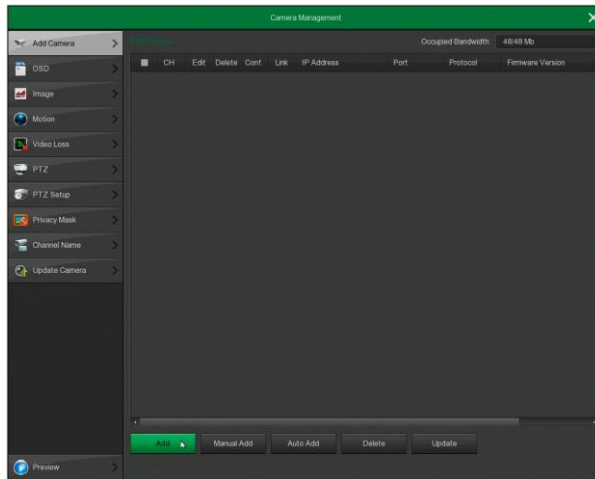 Camera Management
Add Camera
OSD
Image
Motion
Video Loss
PTZ
PTZ Setup
Privacy Mask
Channel Name
Update Camera
Preview
Occupied Bandwidth: 48/48 Mb
CH Edit Delete Conf. Link IP Address Port Protocol Firmware Version
Add Manual Add Auto Add Delete Update